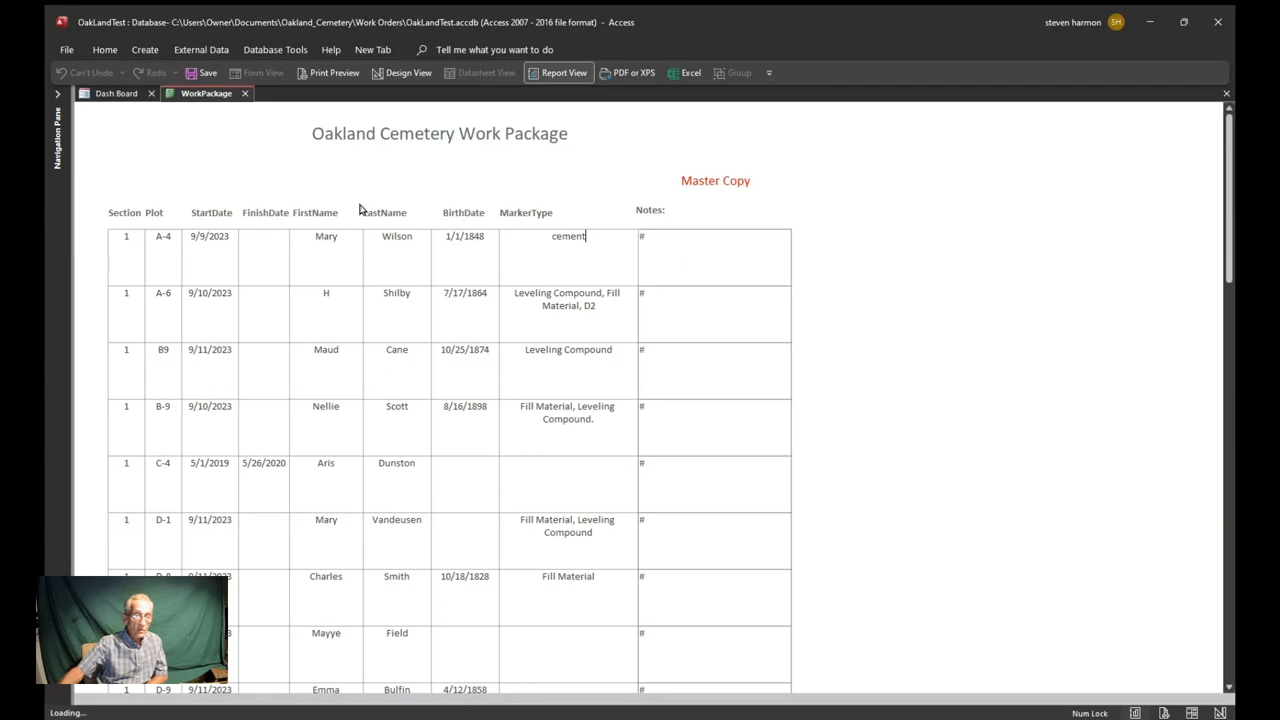 OakLandTest : Database- C:\Users\Owner\Documents\Oakland_Cemetery\Work Orders\OakLandTest.accdb (Access 2007 - 2016 file format) - Access
steven harmon SH
File Home Create External Data Database Tools Help New Tab Tell me what you want to do
Can't Undo Redo Save Form View Print Preview Design View Datasheet View Report View PDF or XPS Excel Group
Dash Board WorkPackage
Navigation Pane
Oakland Cemetery Work Package
Master Copy
Section Plot StartDate FinishDate FirstName LastName BirthDate MarkerType Notes:
1 A-4 9/9/2023 Mary Wilson 1/1/1848 cement #
1 A-6 9/10/2023 H Shilby 7/17/1864 Leveling Compound, Fill #
Material, D2
1 B9 9/11/2023 Maud Cane 10/25/1874 Leveling Compound #
1 B-9 9/10/2023 Nellie Scott 8/16/1898 Fill Material, Leveling #
Compound.
1 C-4 5/1/2019 5/26/2020 Aris Dunston #
1 D-1 9/11/2023 Mary Vandeusen Fill Material, Leveling #
Compound
Charles Smith 10/18/1828 Fill Material #
Mayye Field #
1 D-9 9/11/2023 Emma Bulfin 4/12/1858 #
Loading...
Num Lock